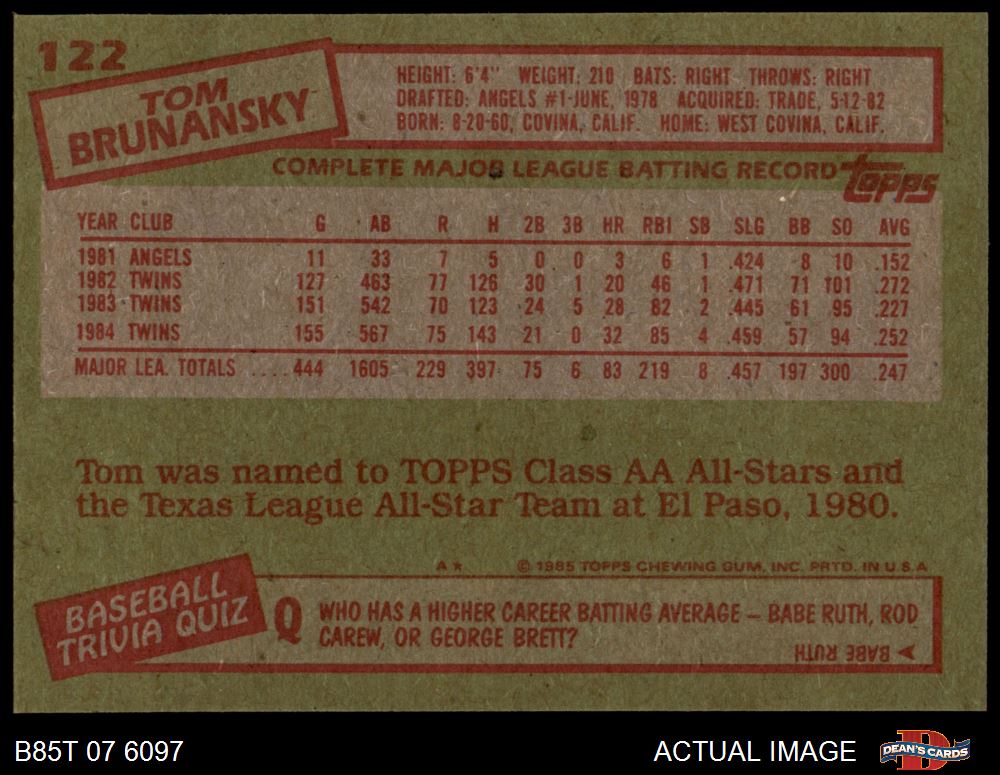 122
TOM
BRUNANSKY
HEIGHT: 6'4" WEIGHT: 210 BATS: RIGHT THROWS: RIGHT
DRAFTED: ANGELS #1-JUNE, 1978 ACQUIRED: TRADE, 5-12-82
BORN: 8-20-60, COVINA, CALIF. HOME: WEST COVINA, CALIF.
COMPLETE MAJOR LEAGUE BATTING RECORD
topps
YEAR CLUB G AB R H 2B 3B HR RBI SB SLG BB SO AVG
1981 ANGELS 11 33 7 5 0 0 3 6 1 .424 8 10 .152
1982 TWINS 127 463 77 126 30 1 20 46 1 .471 71 101 .272
1983 TWINS 151 542 70 123 24 5 28 82 2 .445 61 95 .227
1984 TWINS 155 567 75 143 21 0 32 85 4 .459 57 94 .252
MAJOR LEA. TOTALS ....444 1605 229 397 75 6 83 219 8 .457 197 300 .247
Tom was named to TOPPS Class AA All-Stars and
the Texas League All-Star Team at El Paso, 1980.
A* © 1985 TOPPS CHEWING GUM, INC. PRTD. IN U.S.A
BASEBALL
TRIVIA QUIZ
Q WHO HAS A HIGHER CAREER BATTING AVERAGE – BABE RUTH, ROD
CAREW, OR GEORGE BRETT?
BABE RUTH
B85T 07 6097
ACTUAL IMAGE
DEAN'S CARDS